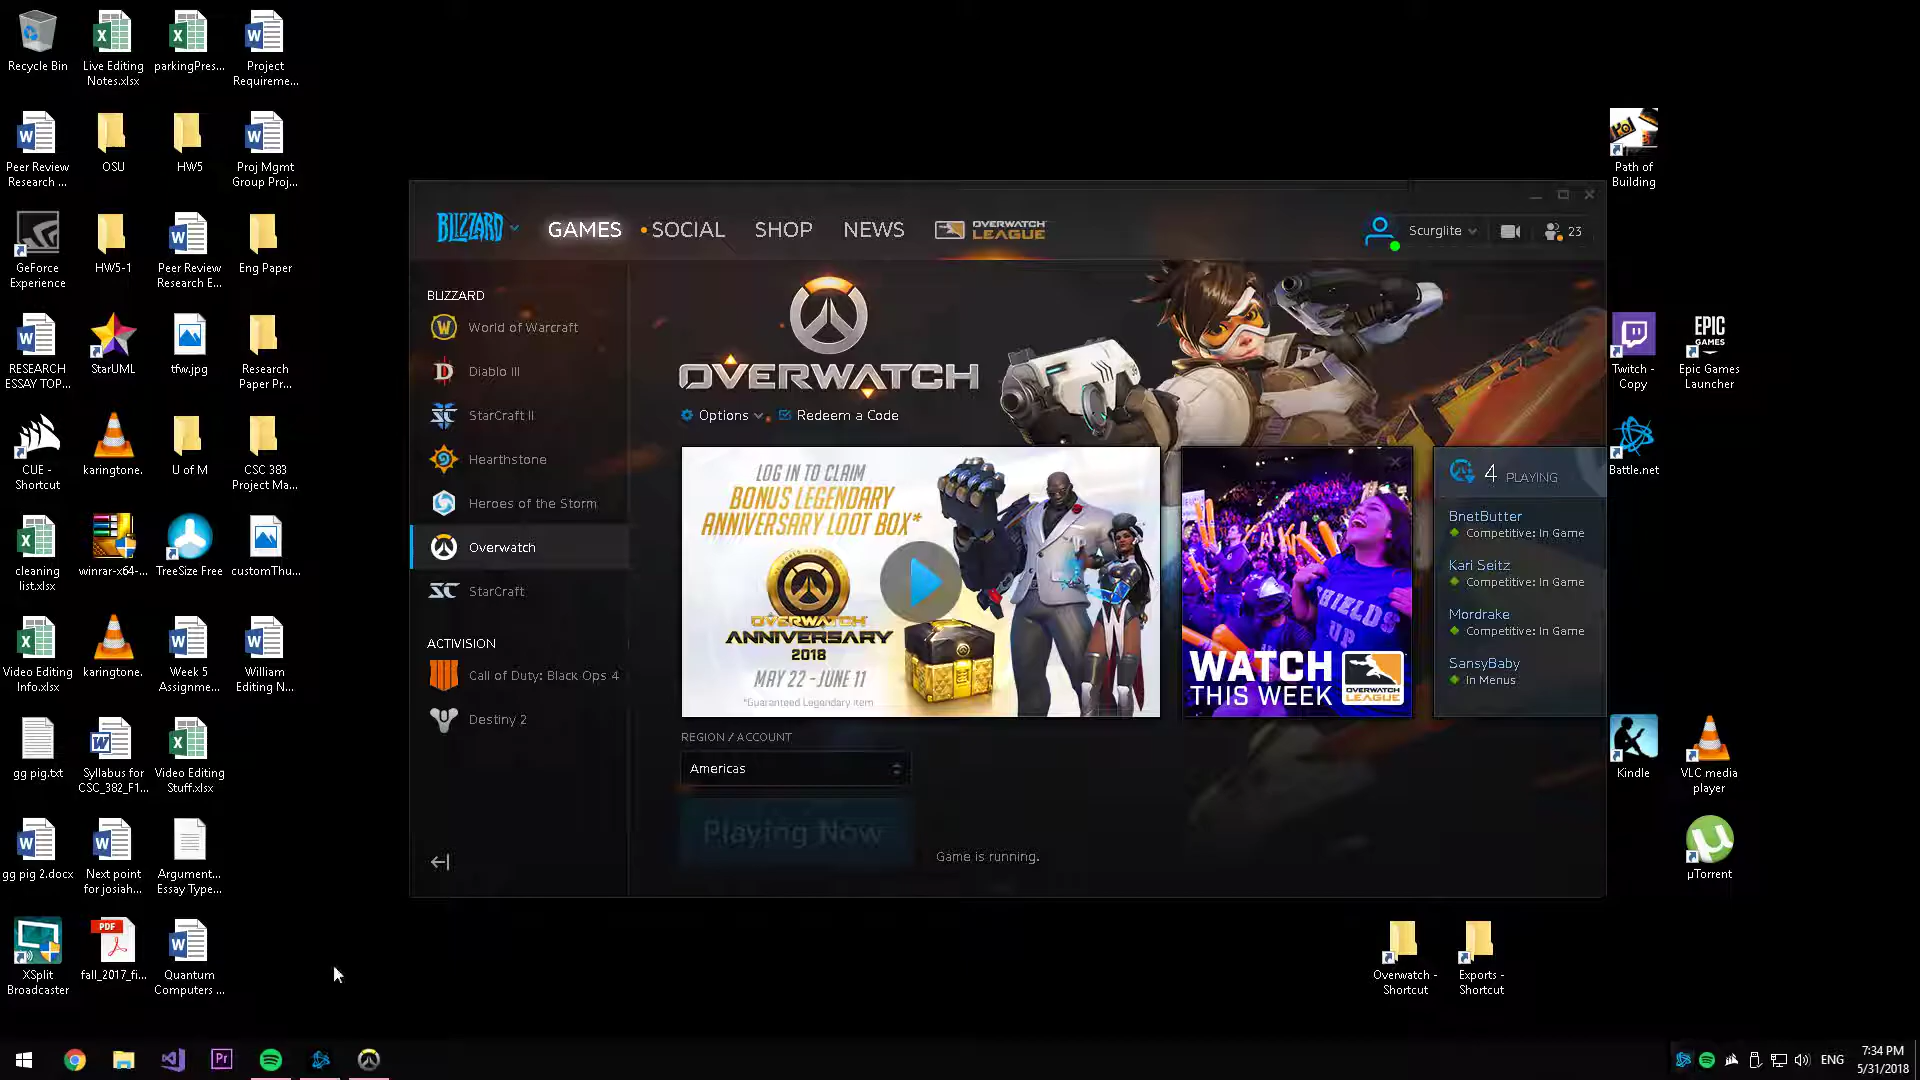 Recycle Bin
Live Editing
Notes.xlsx
parkingPres...
Project
Requireme...
Peer Review
Research ...
OSU
HW5
Proj Mgmt
Group Proj...
GeForce
Experience
HW5-1
Peer Review
Research E...
Eng Paper
RESEARCH
ESSAY TOP...
StarUML
tfw.jpg
Research
Paper Pr...
CUE -
Shortcut
karingtone.
U of M
CSC 383
Project Ma...
cleaning
list.xlsx
winrar-x64-...
TreeSize Free
customThu...
Video Editing
Info.xlsx
karingtone.
Week 5
Assignme...
William
Editing N...
gg pig.txt
Syllabus for
CSC_382_F1...
Video Editing
Stuff.xlsx
gg pig 2.docx
Next point
for josiah...
Argument...
Essay Type...
XSplit
Broadcaster
PDF
fall_2017_fi...
Quantum
Computers ...
BLIZZARD
GAMES
SOCIAL
SHOP
NEWS
OVERWATCH
LEAGUE
Scurglite
23
BLIZZARD
World of Warcraft
Diablo III
StarCraft II
Hearthstone
Heroes of the Storm
Overwatch
StarCraft
ACTIVISION
Call of Duty: Black Ops 4
Destiny 2
OVERWATCH
Options
Redeem a Code
LOG IN TO CLAIM
BONUS LEGENDARY
ANNIVERSARY LOOT BOX*
OVERWATCH
ANNIVERSARY
2018
MAY 22 - JUNE 11
*Guaranteed Legendary Item
SHIELDS
UP
WATCH
THIS WEEK
OVERWATCH
LEAGUE
4 PLAYING
BnetButter
Competitive: In Game
Kari Seitz
Competitive: In Game
Mordrake
Competitive: In Game
SansyBaby
In Menus
REGION / ACCOUNT
Americas
Playing Now
Game is running.
Path of
Building
Twitch -
Copy
EPIC
GAMES
Epic Games
Launcher
Battle.net
Kindle
VLC media
player
µTorrent
Overwatch -
Shortcut
Exports -
Shortcut
Pr
ENG
7:34 PM
5/31/2018